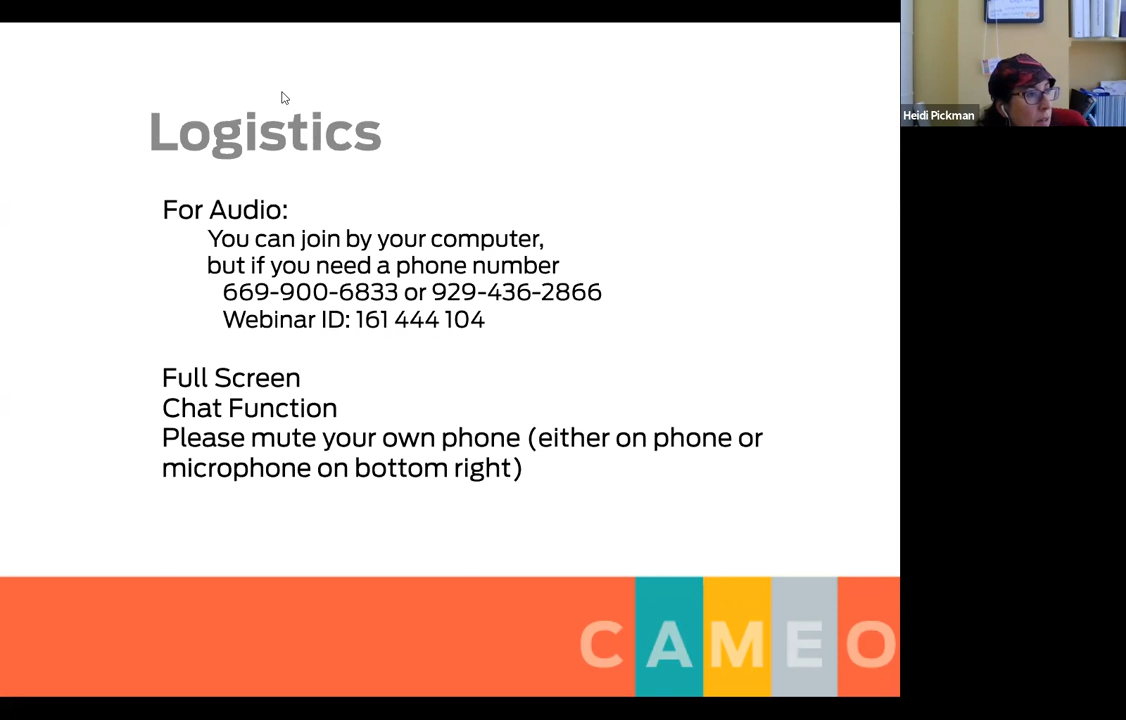 Logistics
For Audio:
You can join by your computer,
but if you need a phone number
669-900-6833 or 929-436-2866
Webinar ID: 161 444 104
Full Screen
Chat Function
Please mute your own phone (either on phone or
microphone on bottom right)
CAMEO
Heidi Pickman